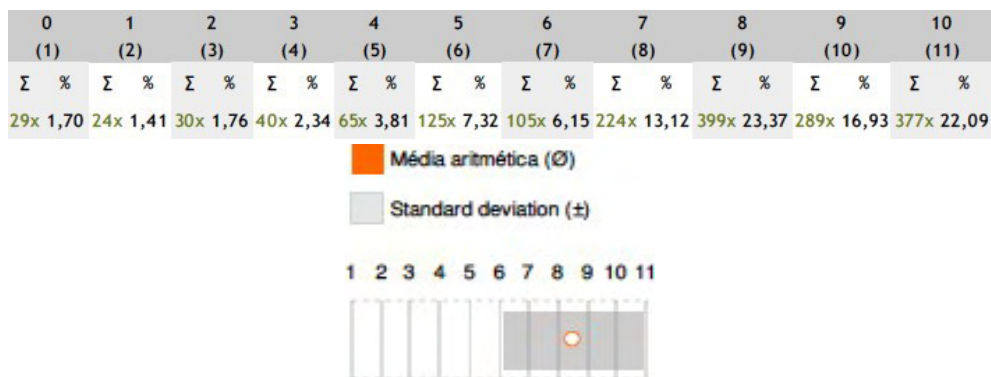 0 1 2 3 4 5 6 7 8 9 10
(1) (2) (3) (4) (5) (6) (7) (8) (9) (10) (11)
Σ % Σ % Σ % Σ % Σ % Σ % Σ % Σ % Σ % Σ % Σ %
29x 1,70 24x 1,41 30x 1,76 40x 2,34 65x 3,81 125x 7,32 105x 6,15 224x 13,12 399x 23,37 289x 16,93 377x 22,09
Média aritmética (Ø)
Standard deviation (±)
1 2 3 4 5 6 7 8 9 10 11